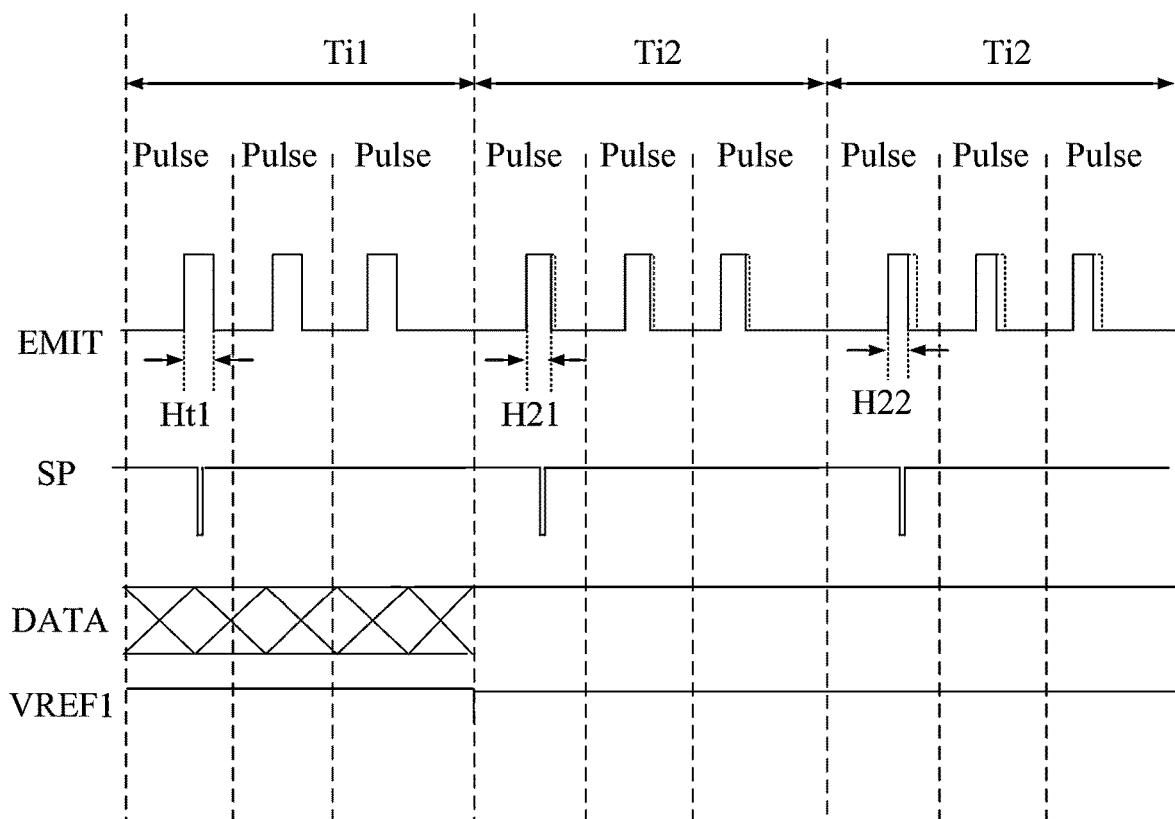 Ti1 Ti2 Ti2
Pulse Pulse Pulse Pulse Pulse Pulse Pulse Pulse Pulse
EMIT
Ht1 H21 H22
SP
DATA
VREF1